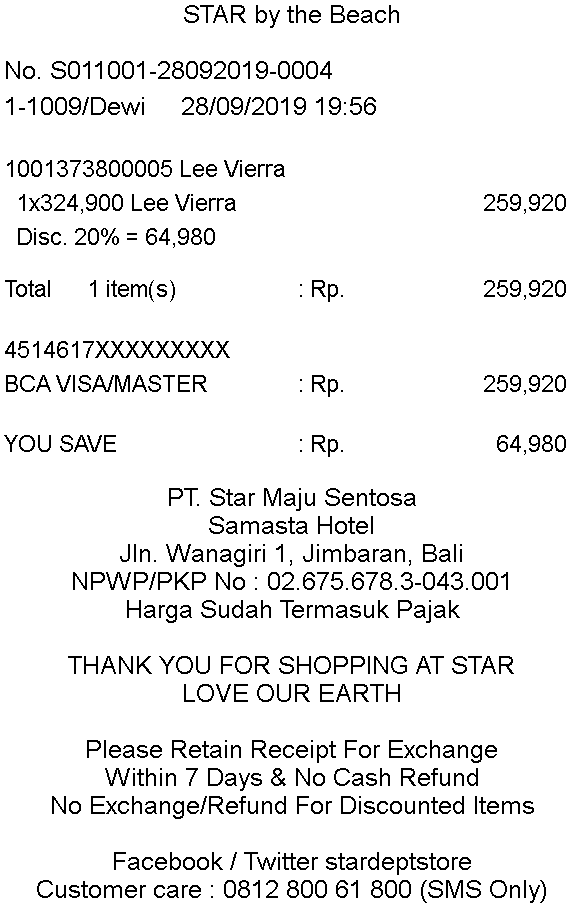 STAR by the Beach
No. S011001-28092019-0004
1-1009/Dewi 28/09/2019 19:56
1001373800005 Lee Vierra
1x324,900 Lee Vierra 259,920
Disc. 20% = 64,980
Total 1 item(s) : Rp. 259,920
4514617XXXXXXXXX
BCA VISA/MASTER : Rp. 259,920
YOU SAVE : Rp. 64,980
PT. Star Maju Sentosa
Samasta Hotel
Jln. Wanagiri 1, Jimbaran, Bali
NPWP/PKP No : 02.675.678.3-043.001
Harga Sudah Termasuk Pajak
THANK YOU FOR SHOPPING AT STAR
LOVE OUR EARTH
Please Retain Receipt For Exchange
Within 7 Days & No Cash Refund
No Exchange/Refund For Discounted Items
Facebook / Twitter stardeptstore
Customer care : 0812 800 61 800 (SMS Only)